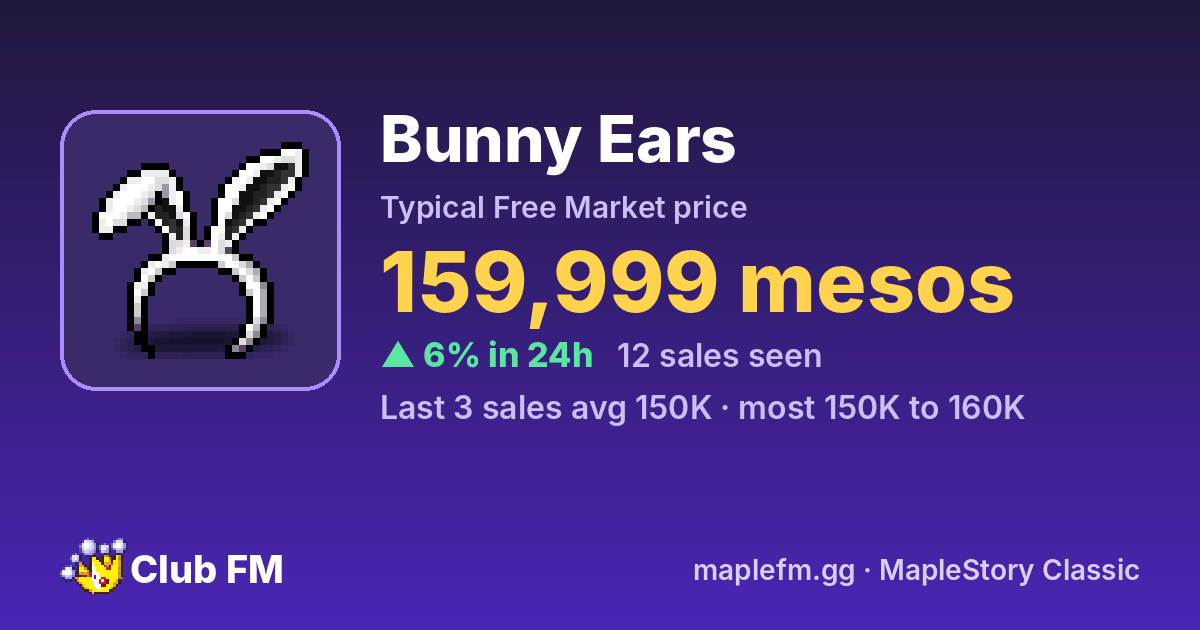 Bunny Ears
Typical Free Market price
159,999 mesos
▲ 6% in 24h 12 sales seen
Last 3 sales avg 150K · most 150K to 160K
Club FM
maplefm.gg · MapleStory Classic